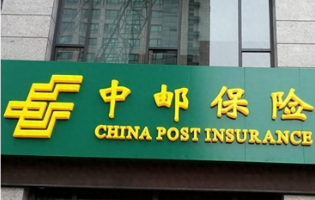 中邮保险
CHINA POST INSURANCE